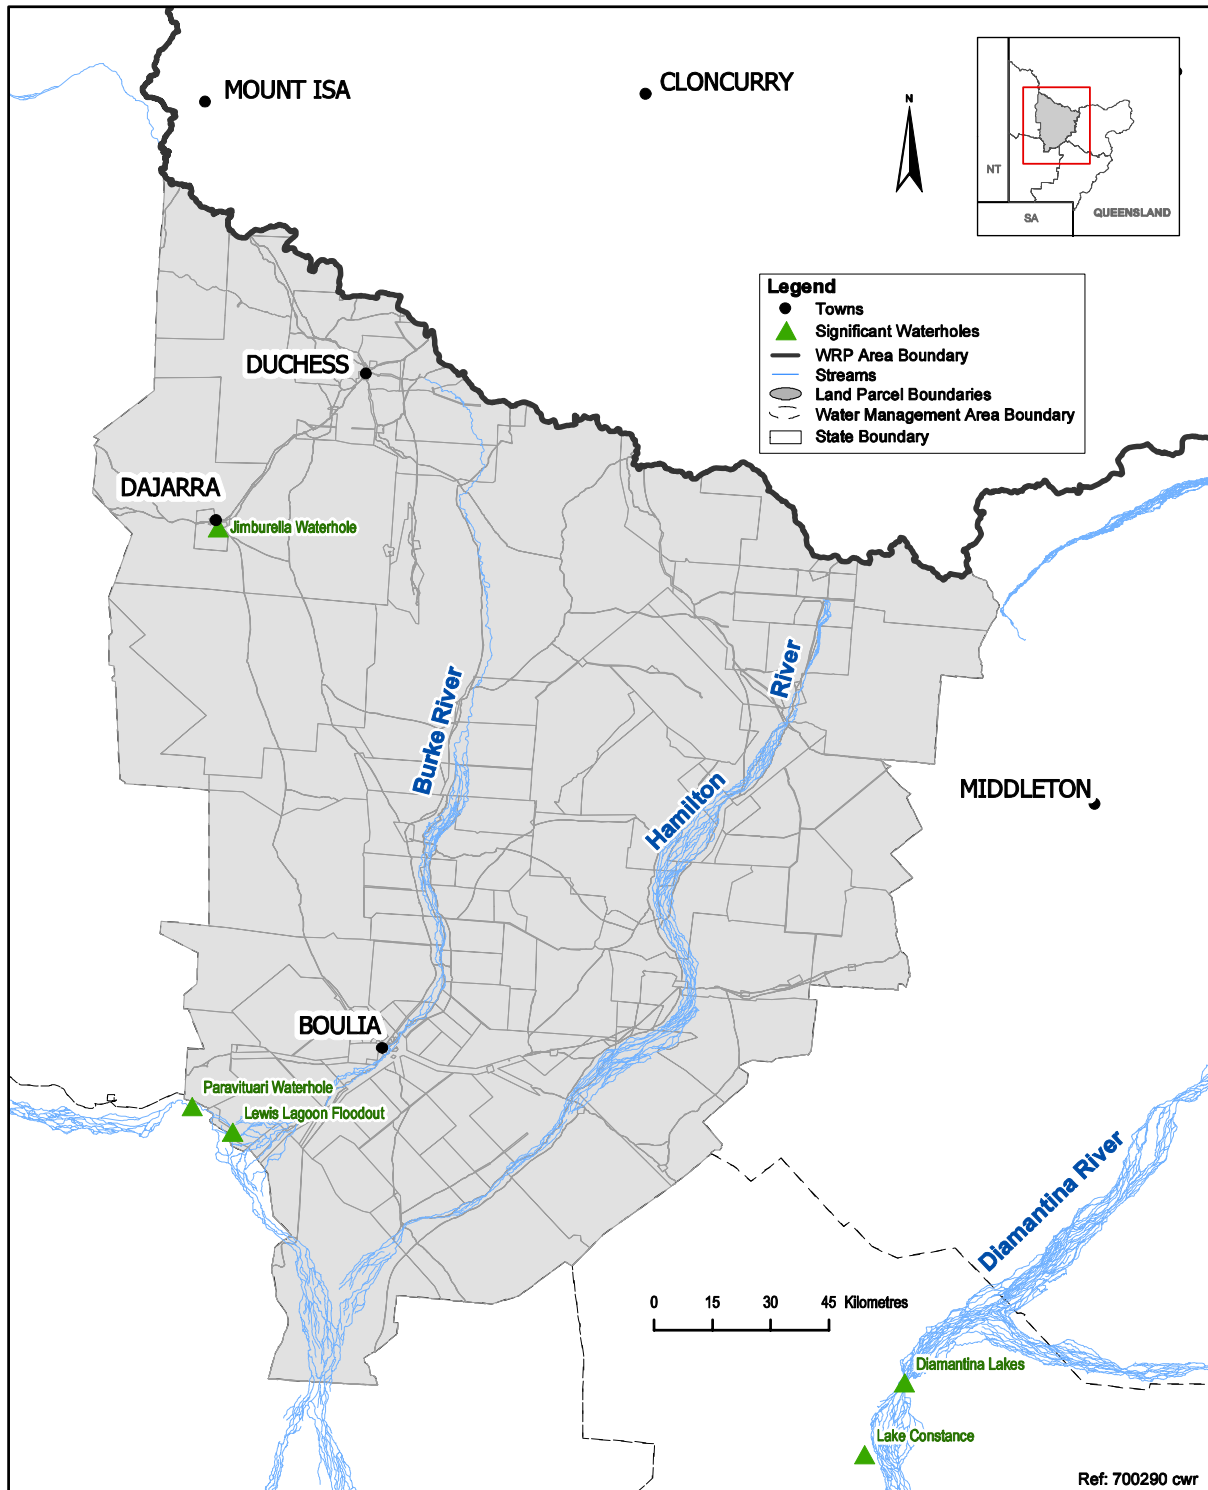 MOUNT ISA
CLONCURRY
N
NT
SA
QUEENSLAND
Legend
Towns
Significant Waterholes
WRP Area Boundary
Streams
Land Parcel Boundaries
Water Management Area Boundary
State Boundary
DUCHESS
DAJARRA
Jimburella Waterhole
Burke River
River
Hamilton
MIDDLETON
BOULIA
Paravituari Waterhole
Lewis Lagoon Floodout
Diamantina River
0 15 30 45 Kilometres
Diamantina Lakes
Lake Constance
Ref: 700290 cwr